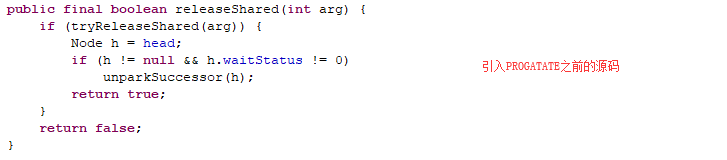 public final boolean releaseShared(int arg) {
    if (tryReleaseShared(arg)) {
        Node h = head;
        if (h != null && h.waitStatus != 0)
            unparkSuccessor(h);
        return true;
    }
    return false;
}
引入PROGATATE之前的源码